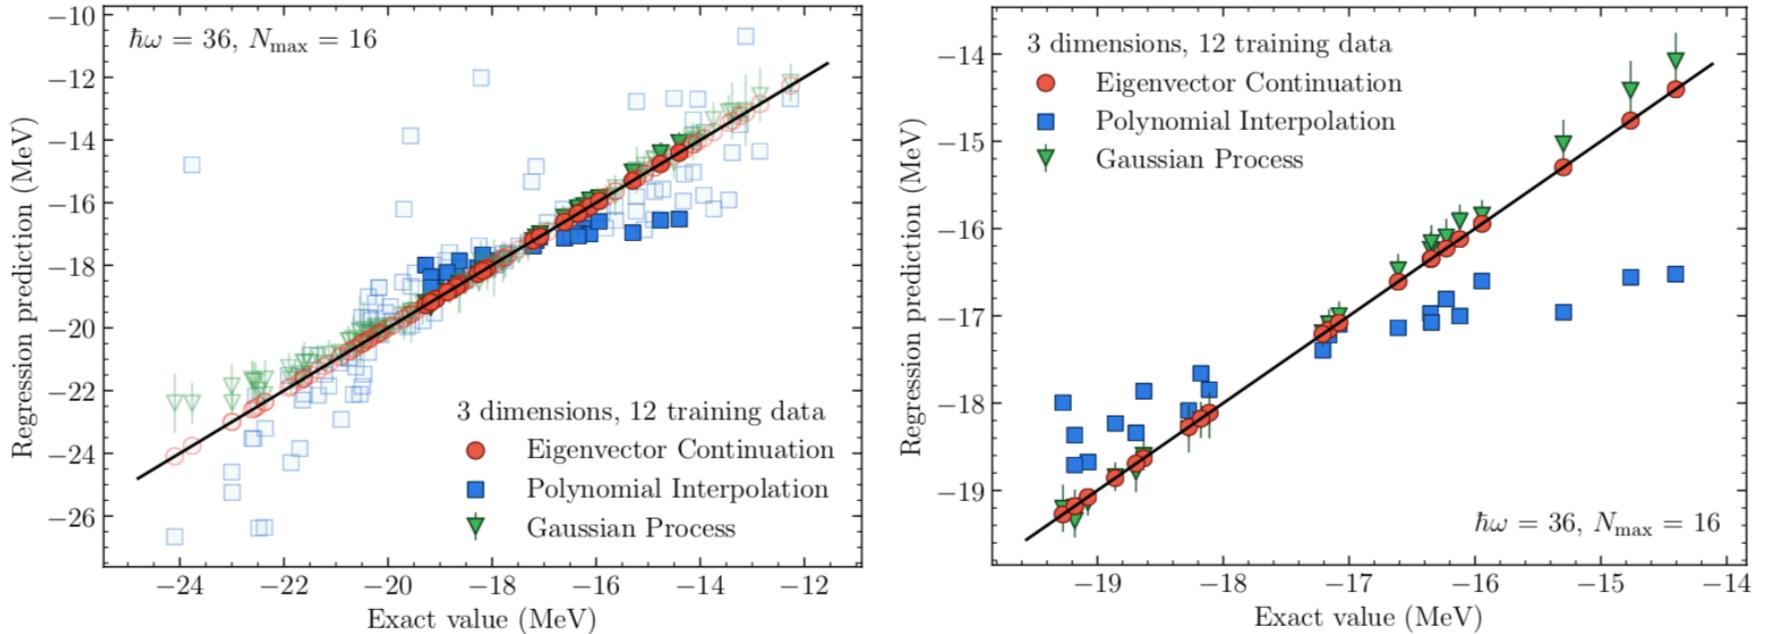 ħω = 36, N_max = 16
−10
−12
−14
−16
−18
−20
−22
−24
−26
Regression prediction (MeV)
3 dimensions, 12 training data
Eigenvector Continuation
Polynomial Interpolation
Gaussian Process
−24 −22 −20 −18 −16 −14 −12
Exact value (MeV)
3 dimensions, 12 training data
Eigenvector Continuation
Polynomial Interpolation
Gaussian Process
−14
−15
−16
−17
−18
−19
Regression prediction (MeV)
ħω = 36, N_max = 16
−19 −18 −17 −16 −15 −14
Exact value (MeV)